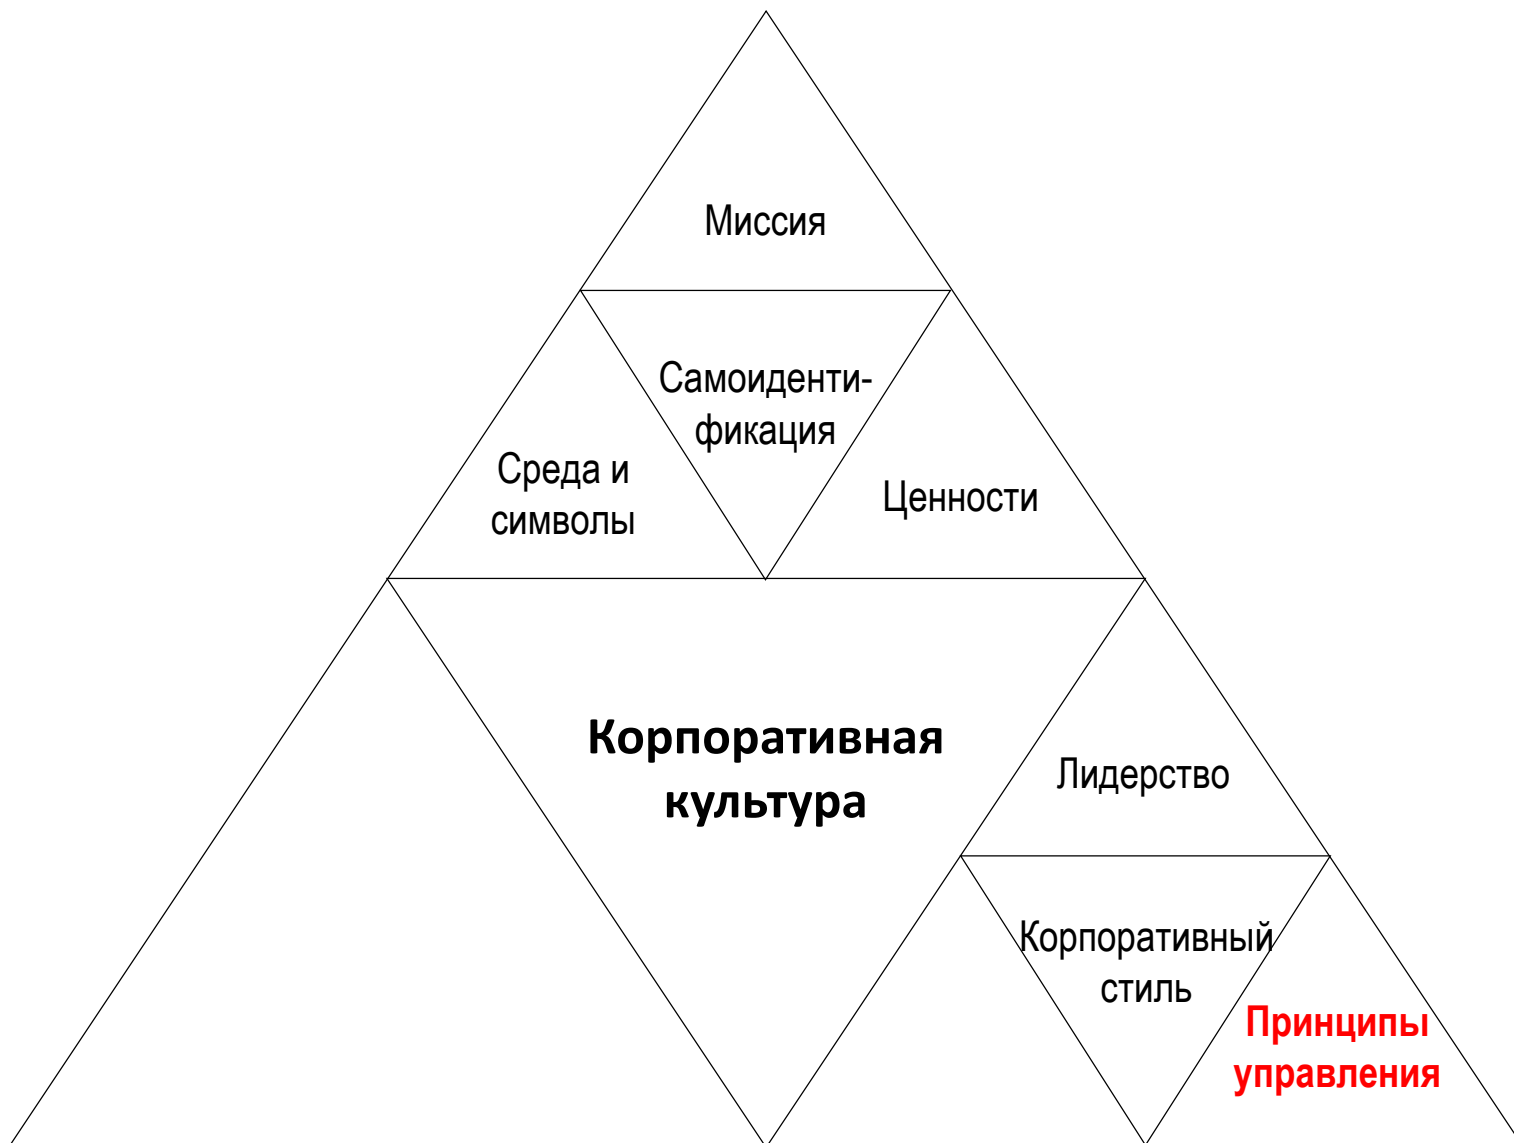 Миссия
Самоиденти-
фикация
Среда и
символы
Ценности
Корпоративная
культура
Лидерство
Корпоративный
стиль
Принципы
управления